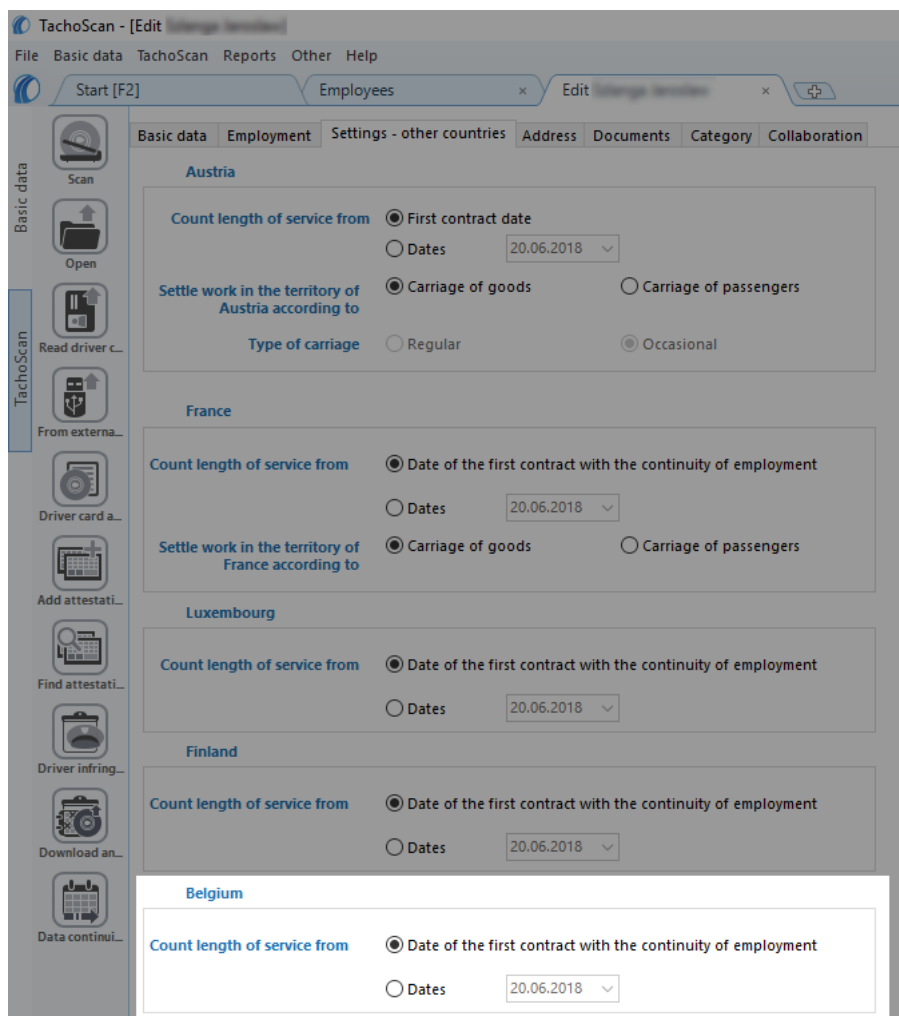 TachoScan - [Edit
File Basic data TachoScan Reports Other Help
Start [F2] Employees × Edit ×
Basic data
TachoScan
Scan
Open
Read driver c...
From externa...
Driver card a...
Add attestati...
Find attestati...
Driver infring...
Download an...
Data continui...
Basic data Employment Settings - other countries Address Documents Category Collaboration
Austria
Count length of service from First contract date
Dates 20.06.2018
Settle work in the territory of Austria according to Carriage of goods Carriage of passengers
Type of carriage Regular Occasional
France
Count length of service from Date of the first contract with the continuity of employment
Dates 20.06.2018
Settle work in the territory of France according to Carriage of goods Carriage of passengers
Luxembourg
Count length of service from Date of the first contract with the continuity of employment
Dates 20.06.2018
Finland
Count length of service from Date of the first contract with the continuity of employment
Dates 20.06.2018
Belgium
Count length of service from Date of the first contract with the continuity of employment
Dates 20.06.2018